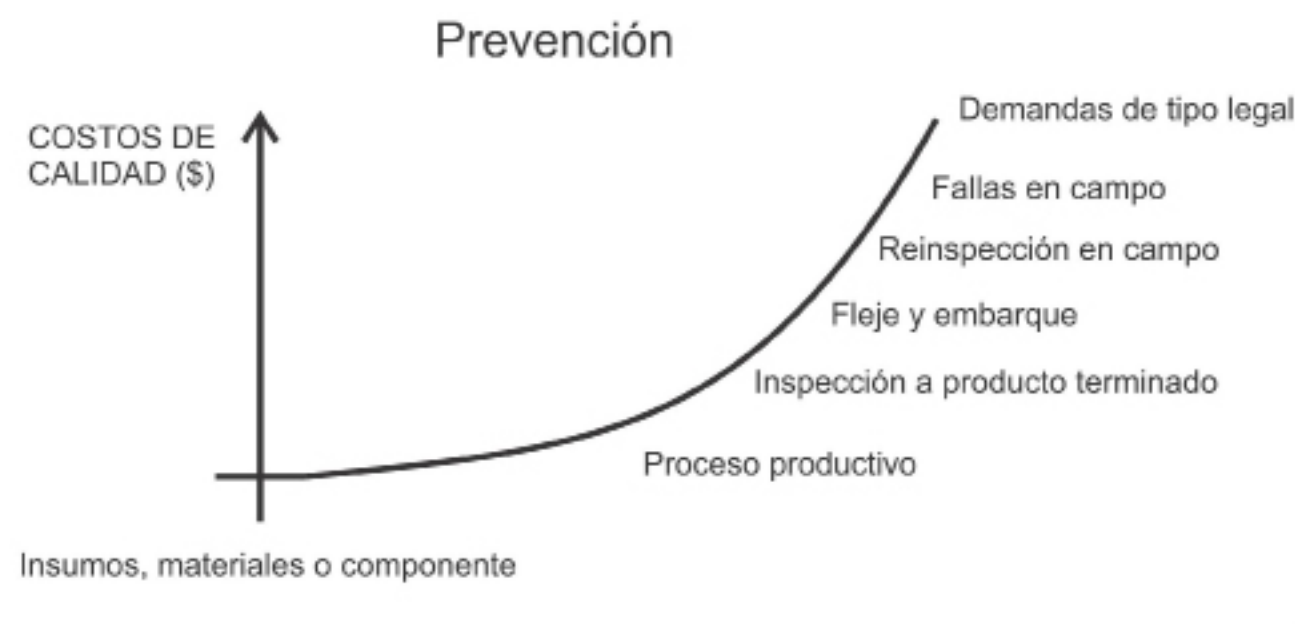 Prevención
COSTOS DE
CALIDAD ($)
Demandas de tipo legal
Fallas en campo
Reinspección en campo
Fleje y embarque
Inspección a producto terminado
Proceso productivo
Insumos, materiales o componente